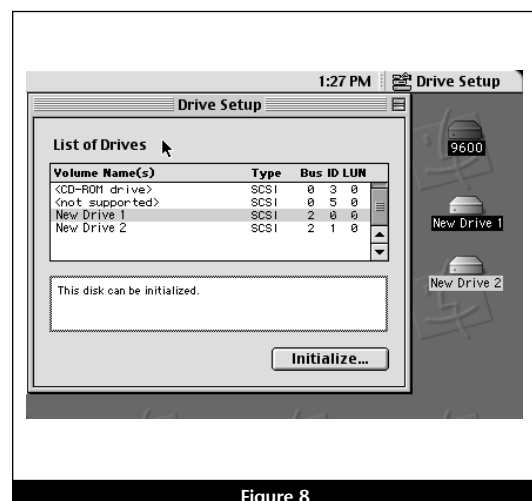 1:27 PM Drive Setup
Drive Setup
List of Drives
Volume Name(s) Type Bus ID LUN
<CD-ROM drive> SCSI 0 3 0
<not supported> SCSI 0 5 0
New Drive 1 SCSI 2 0 0
New Drive 2 SCSI 2 1 0
This disk can be initialized.
Initialize...
9600
New Drive 1
New Drive 2
Figure 8